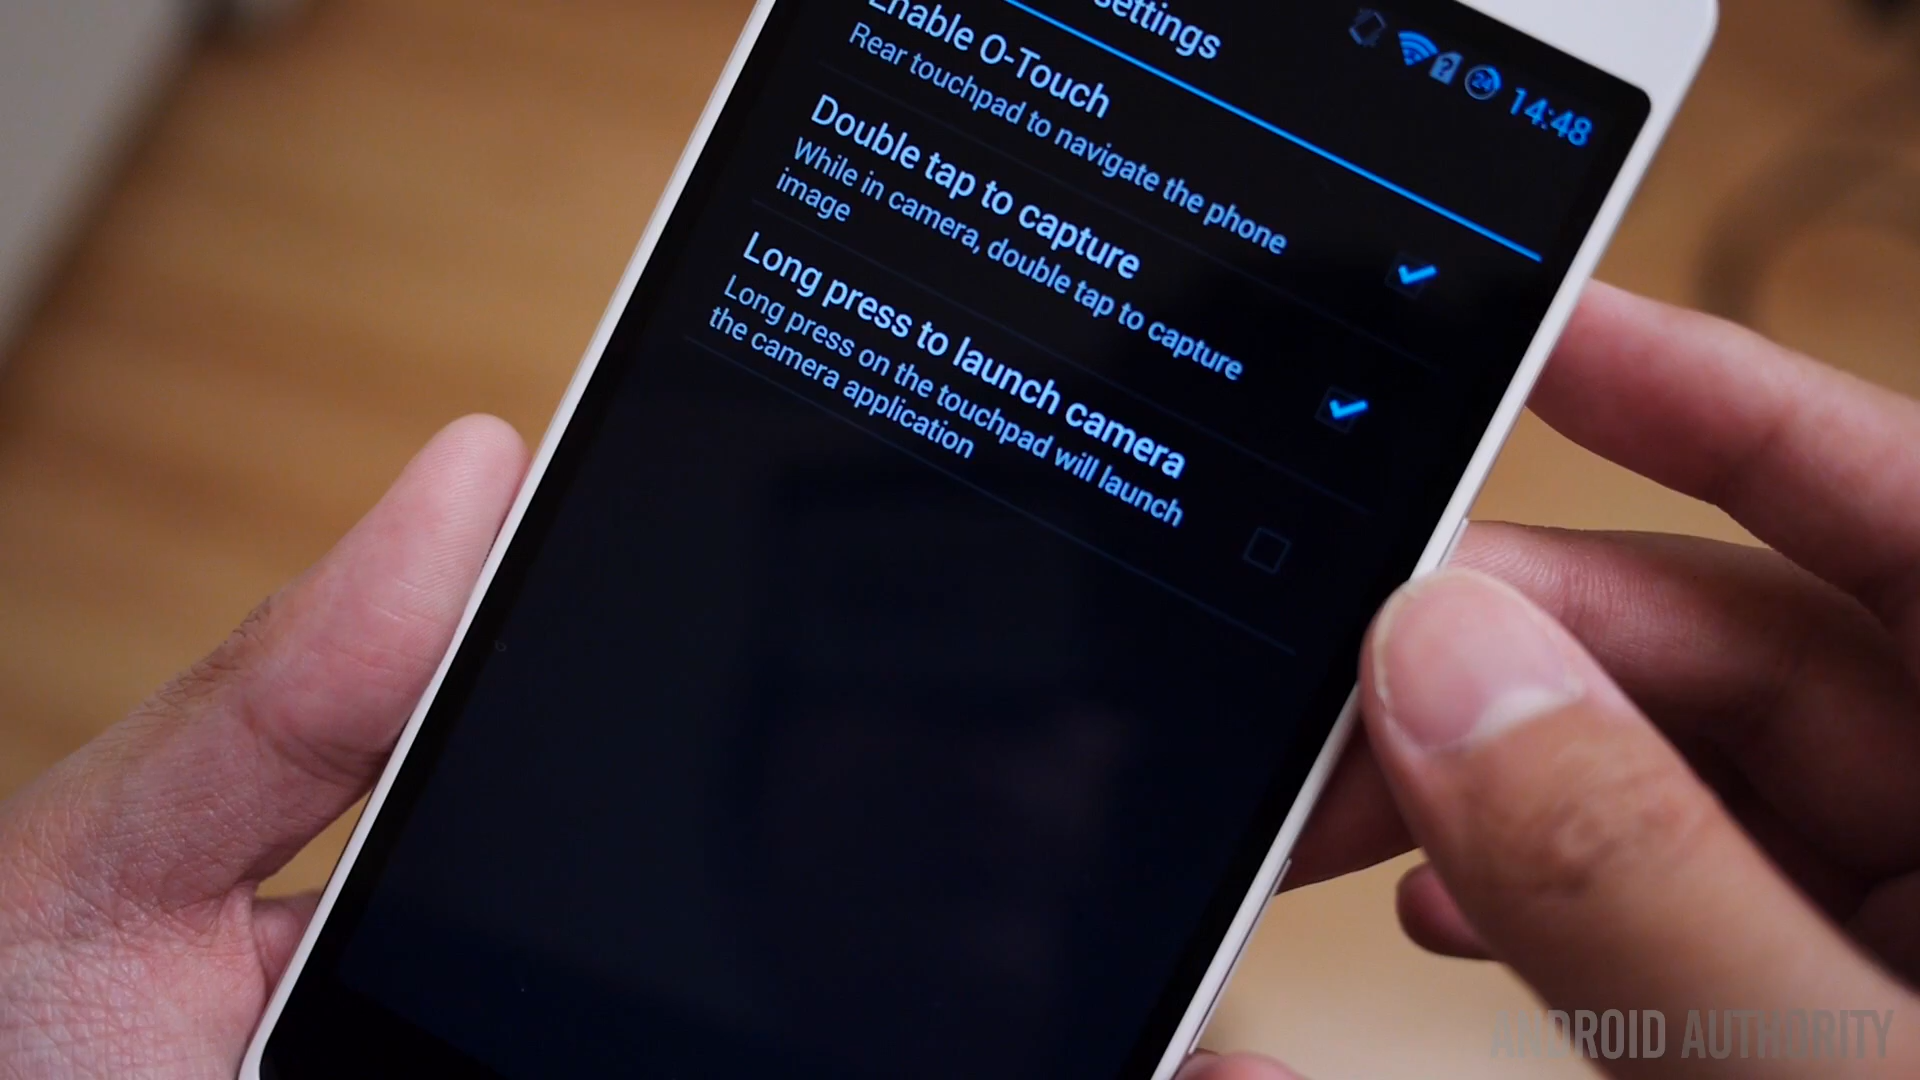 settings
24 14:48
Enable O-Touch
Rear touchpad to navigate the phone
Double tap to capture
While in camera, double tap to capture
image
Long press to launch camera
Long press on the touchpad will launch
the camera application
ANDROID AUTHORITY